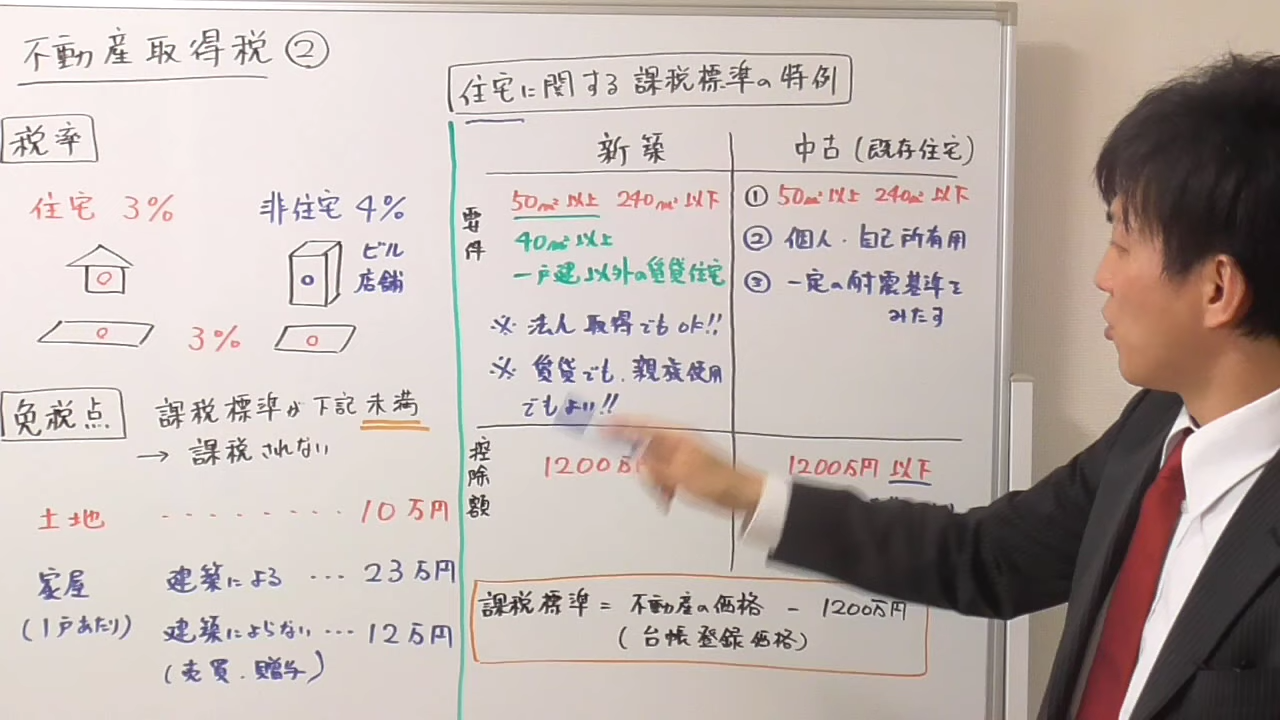 不動産取得税②
税率
住宅 3%
非住宅 4%
ビル
店舗
3%
免税点
課税標準が下記未満
→ 課税されない
土地 ········ 10万円
家屋
(1戸あたり)
建築による … 23万円
建築によらない … 12万円
(売買・贈与)
住宅に関する課税標準の特例
新築
中古(既存住宅)
要件
50m²以上 240m²以下
40m²以上
一戸建以外の賃貸住宅
※ 法人取得でもOK!!
※ 賃貸でも、親族使用
でもよい!!
① 50m²以上 240m²以下
② 個人・自己所有用
③ 一定の耐震基準を
みたす
控除額
1200万
1200万円 以下
課税標準 = 不動産の価格 - 1200万円
(台帳登録価格)